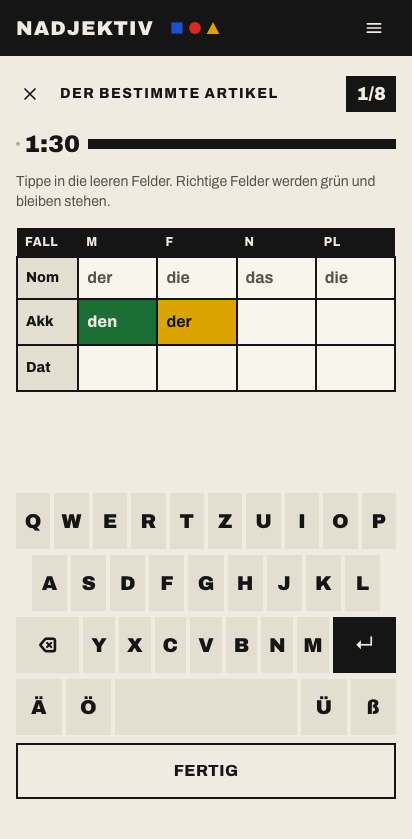 NADJEKTIV
DER BESTIMMTE ARTIKEL
1/8
1:30
Tippe in die leeren Felder. Richtige Felder werden grün und
bleiben stehen.
FALL M F N PL
Nom der die das die
Akk den der
Dat
Q W E R T Z U I O P
A S D F G H J K L
Y X C V B N M
Ä Ö Ü ß
FERTIG